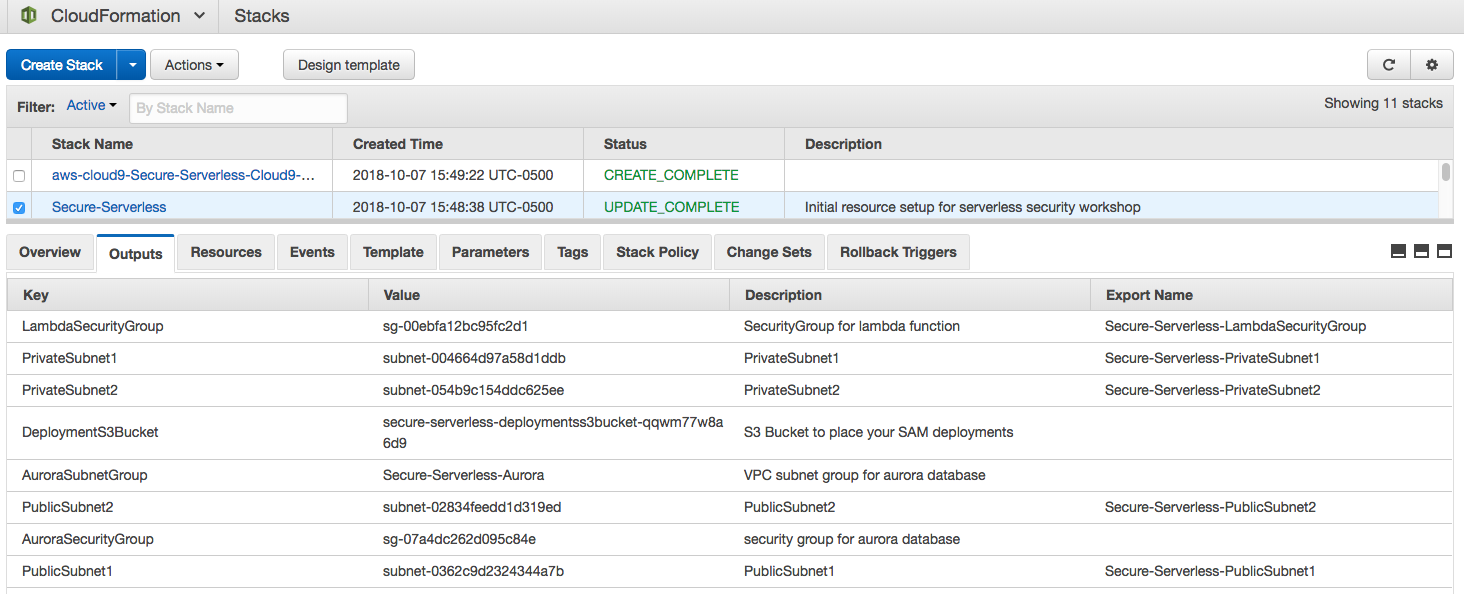 CloudFormation Stacks
Create Stack Actions Design template
Filter: Active By Stack Name Showing 11 stacks
Stack Name Created Time Status Description
aws-cloud9-Secure-Serverless-Cloud9-... 2018-10-07 15:49:22 UTC-0500 CREATE_COMPLETE
Secure-Serverless 2018-10-07 15:48:38 UTC-0500 UPDATE_COMPLETE Initial resource setup for serverless security workshop
Overview Outputs Resources Events Template Parameters Tags Stack Policy Change Sets Rollback Triggers
Key Value Description Export Name
LambdaSecurityGroup sg-00ebfa12bc95fc2d1 SecurityGroup for lambda function Secure-Serverless-LambdaSecurityGroup
PrivateSubnet1 subnet-004664d97a58d1ddb PrivateSubnet1 Secure-Serverless-PrivateSubnet1
PrivateSubnet2 subnet-054b9c154ddc625ee PrivateSubnet2 Secure-Serverless-PrivateSubnet2
DeploymentS3Bucket secure-serverless-deploymentss3bucket-qqwm77w8a
6d9 S3 Bucket to place your SAM deployments
AuroraSubnetGroup Secure-Serverless-Aurora VPC subnet group for aurora database
PublicSubnet2 subnet-02834feedd1d319ed PublicSubnet2 Secure-Serverless-PublicSubnet2
AuroraSecurityGroup sg-07a4dc262d095c84e security group for aurora database
PublicSubnet1 subnet-0362c9d2324344a7b PublicSubnet1 Secure-Serverless-PublicSubnet1